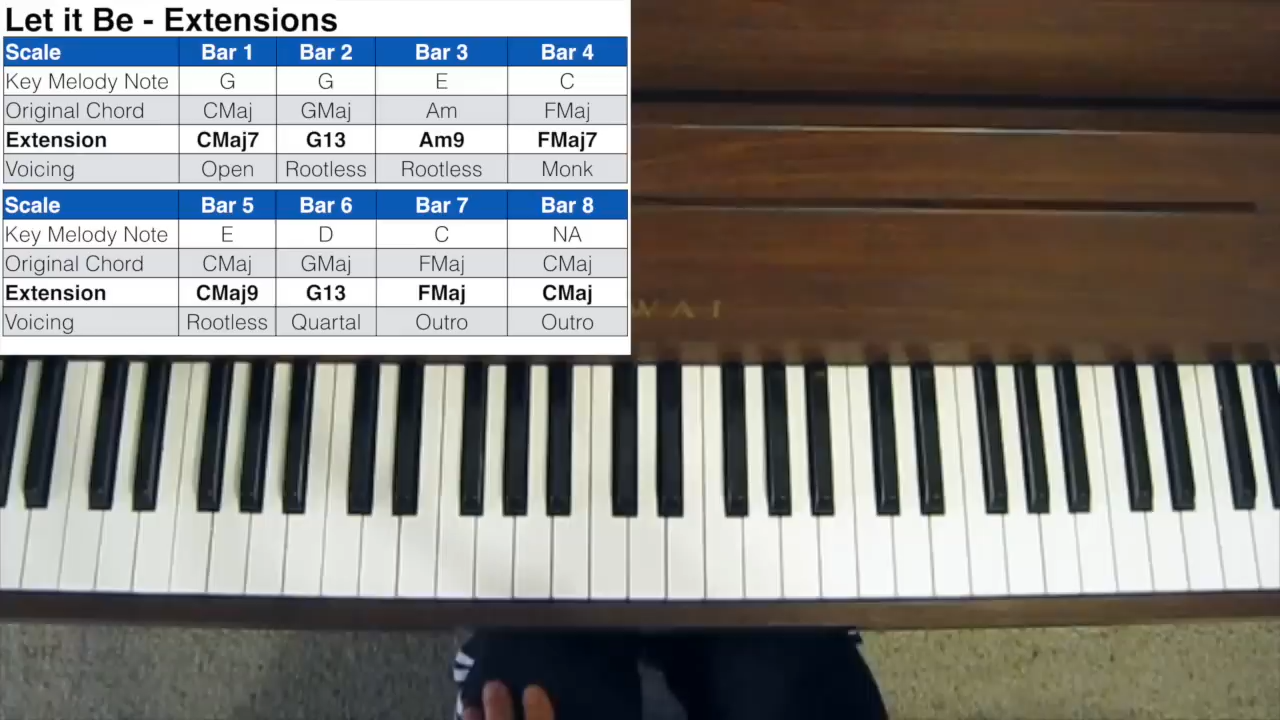 Let it Be - Extensions
Scale Bar 1 Bar 2 Bar 3 Bar 4
Key Melody Note G G E C
Original Chord CMaj GMaj Am FMaj
Extension CMaj7 G13 Am9 FMaj7
Voicing Open Rootless Rootless Monk
Scale Bar 5 Bar 6 Bar 7 Bar 8
Key Melody Note E D C NA
Original Chord CMaj GMaj FMaj CMaj
Extension CMaj9 G13 FMaj CMaj
Voicing Rootless Quartal Outro Outro
WAI